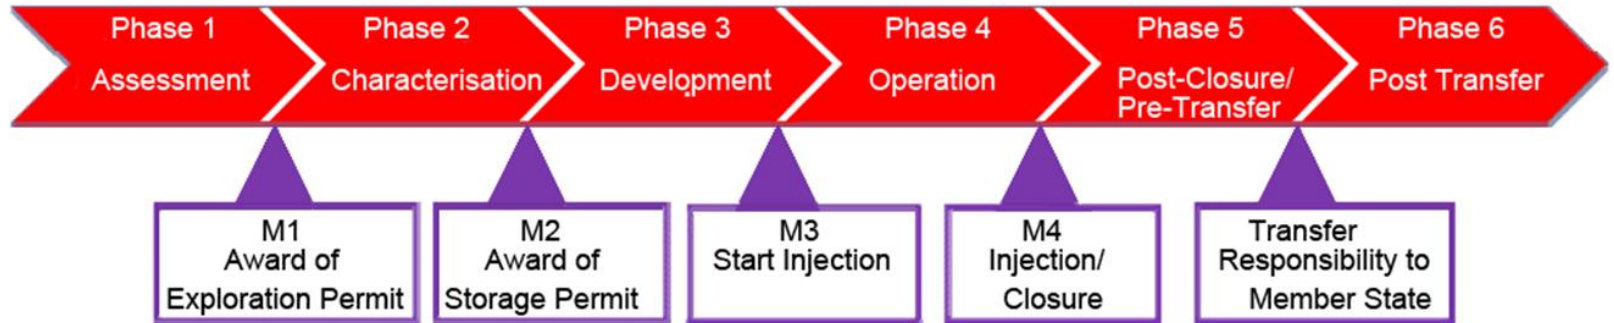 Phase 1
Assessment
Phase 2
Characterisation
Phase 3
Development
Phase 4
Operation
Phase 5
Post-Closure/
Pre-Transfer
Phase 6
Post Transfer
M1
Award of
Exploration Permit
M2
Award of
Storage Permit
M3
Start Injection
M4
Injection/
Closure
Transfer
Responsibility to
Member State